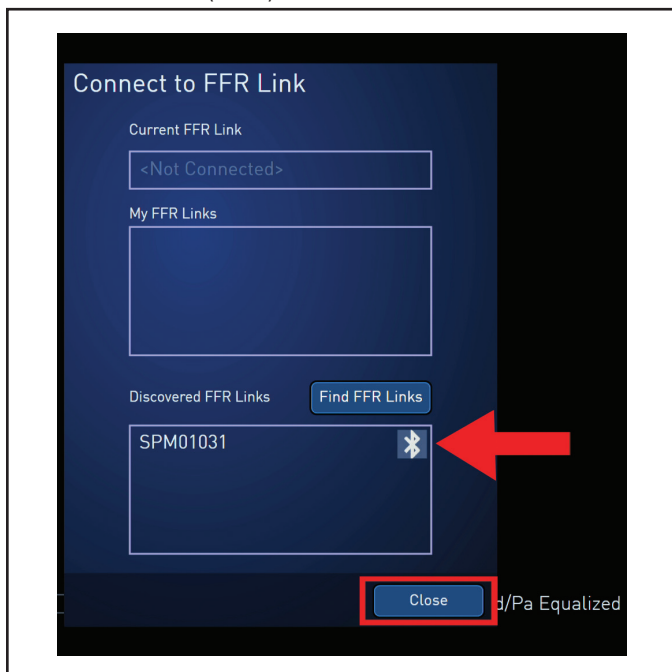 Connect to FFR Link
Current FFR Link
<Not Connected>
My FFR Links
Discovered FFR Links
Find FFR Links
SPM01031
Close
d/Pa Equalized